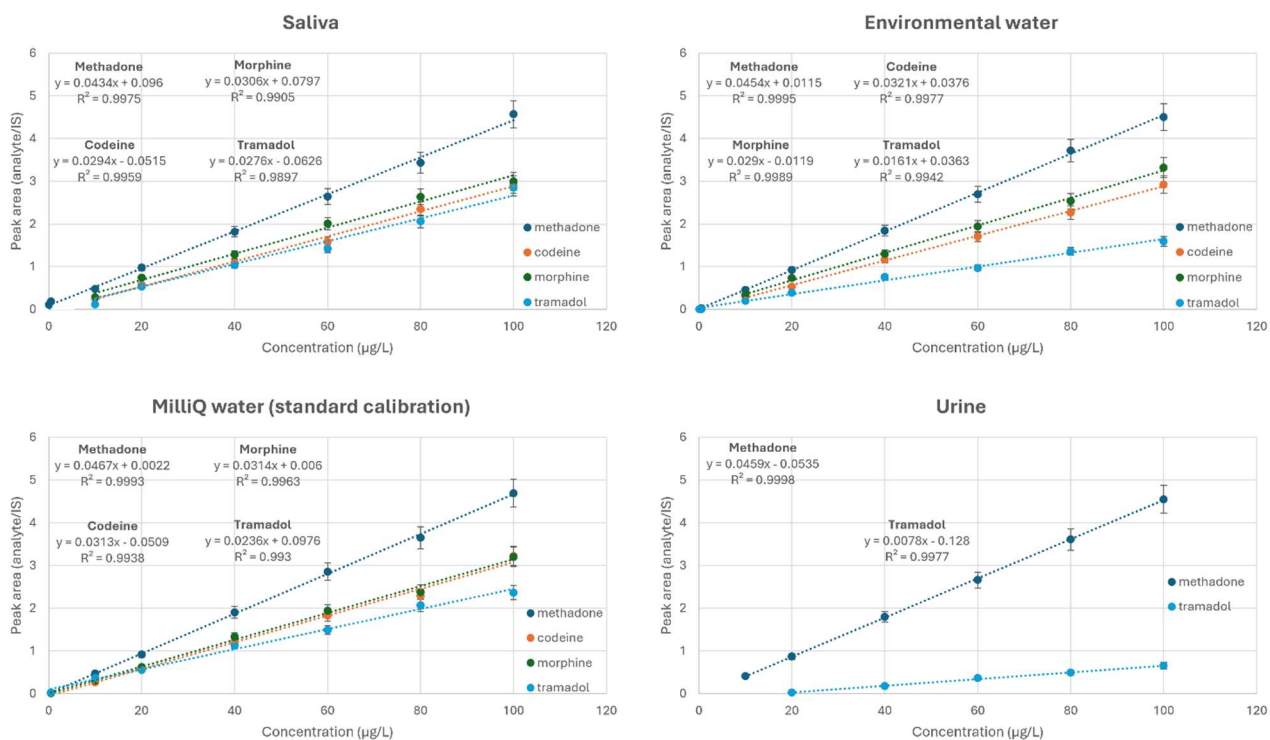 Saliva
Peak area (analyte/IS)
6
5
4
3
2
1
0
Methadone
y = 0.0434x + 0.096
R² = 0.9975
Morphine
y = 0.0306x + 0.0797
R² = 0.9905
Codeine
y = 0.0294x - 0.0515
R² = 0.9959
Tramadol
y = 0.0276x - 0.0626
R² = 0.9897
methadone
codeine
morphine
tramadol
0 20 40 60 80 100 120
Concentration (µg/L)
Environmental water
Peak area (analyte/IS)
6
5
4
3
2
1
0
Methadone
y = 0.0454x + 0.0115
R² = 0.9995
Codeine
y = 0.0321x + 0.0376
R² = 0.9977
Morphine
y = 0.029x - 0.0119
R² = 0.9989
Tramadol
y = 0.0161x + 0.0363
R² = 0.9942
methadone
codeine
morphine
tramadol
0 20 40 60 80 100 120
Concentration (µg/L)
MilliQ water (standard calibration)
Peak area (analyte/IS)
6
5
4
3
2
1
0
Methadone
y = 0.0467x + 0.0022
R² = 0.9993
Morphine
y = 0.0314x + 0.006
R² = 0.9963
Codeine
y = 0.0313x - 0.0509
R² = 0.9938
Tramadol
y = 0.0236x + 0.0976
R² = 0.993
methadone
codeine
morphine
tramadol
0 20 40 60 80 100 120
Concentration (µg/L)
Urine
Peak area (analyte/IS)
6
5
4
3
2
1
0
Methadone
y = 0.0459x - 0.0535
R² = 0.9998
Tramadol
y = 0.0078x - 0.128
R² = 0.9977
methadone
tramadol
0 20 40 60 80 100 120
Concentration (µg/L)